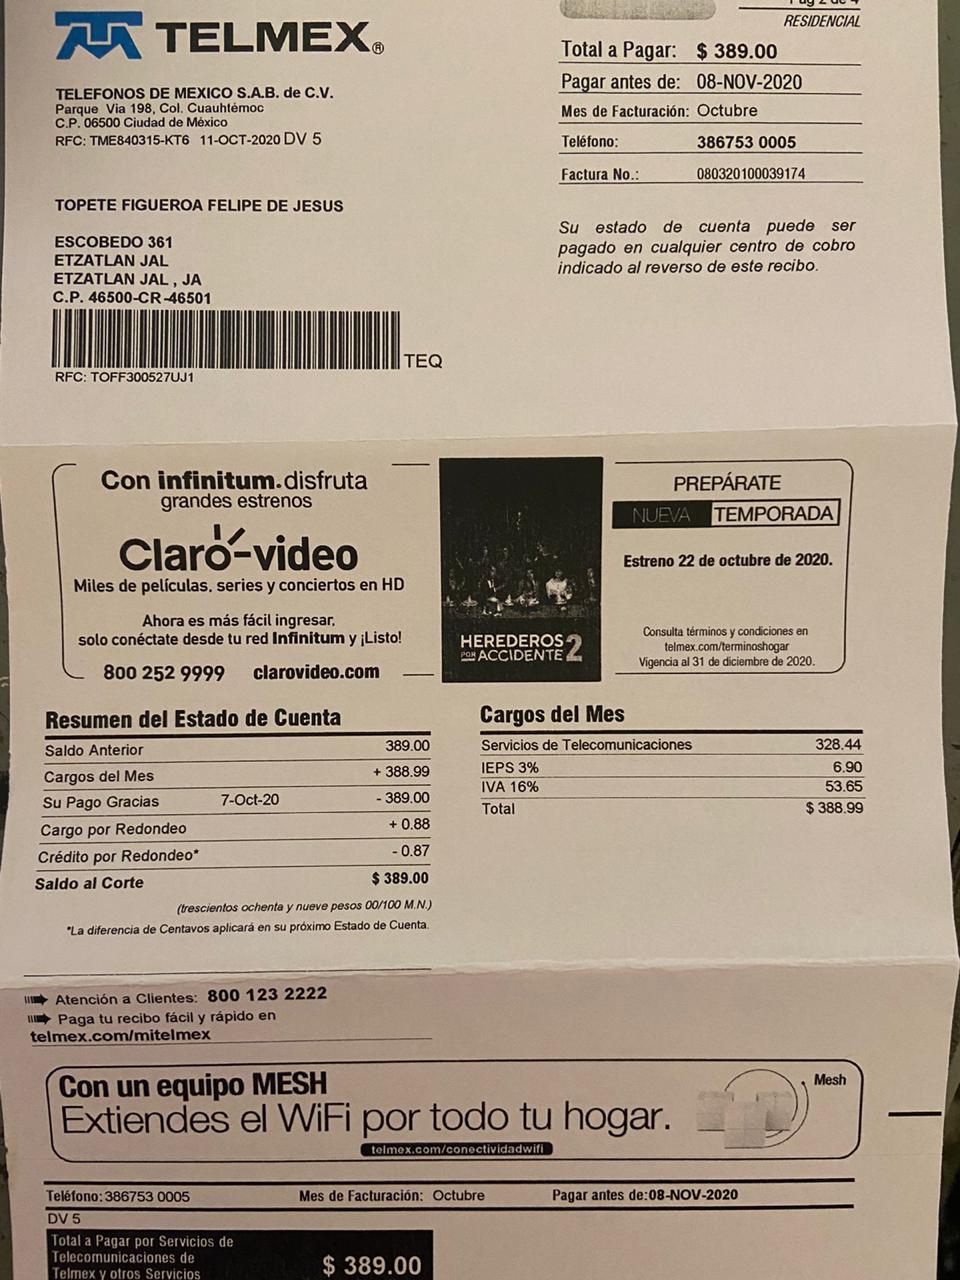 TELMEX®
TELEFONOS DE MEXICO S.A.B. de C.V.
Parque Via 198, Col. Cuauhtémoc
C.P. 06500 Ciudad de México
RFC: TME840315-KT6 11-OCT-2020 DV 5
RESIDENCIAL
Total a Pagar: $ 389.00
Pagar antes de: 08-NOV-2020
Mes de Facturación: Octubre
Teléfono: 386753 0005
Factura No.: 080320100039174
Su estado de cuenta puede ser
pagado en cualquier centro de cobro
indicado al reverso de este recibo.
TOPETE FIGUEROA FELIPE DE JESUS
ESCOBEDO 361
ETZATLAN JAL
ETZATLAN JAL , JA
C.P. 46500-CR-46501
TEQ
RFC: TOFF300527UJ1
Con infinitum. disfruta
grandes estrenos
Claro-video
Miles de películas, series y conciertos en HD
Ahora es más fácil ingresar,
solo conéctate desde tu red Infinitum y ¡Listo!
800 252 9999 clarovideo.com
HEREDEROS
POR ACCIDENTE 2
PREPÁRATE
NUEVA TEMPORADA
Estreno 22 de octubre de 2020.
Consulta términos y condiciones en
telmex.com/terminoshogar
Vigencia al 31 de diciembre de 2020.
Resumen del Estado de Cuenta
Saldo Anterior 389.00
Cargos del Mes + 388.99
Su Pago Gracias 7-Oct-20 - 389.00
Cargo por Redondeo + 0.88
Crédito por Redondeo* - 0.87
Saldo al Corte $ 389.00
(trescientos ochenta y nueve pesos 00/100 M.N.)
*La diferencia de Centavos aplicará en su próximo Estado de Cuenta.
Cargos del Mes
Servicios de Telecomunicaciones 328.44
IEPS 3% 6.90
IVA 16% 53.65
Total $ 388.99
Atención a Clientes: 800 123 2222
Paga tu recibo fácil y rápido en
telmex.com/mitelmex
Con un equipo MESH
Extiendes el WiFi por todo tu hogar.
telmex.com/conectividadwifi
Mesh
Teléfono: 386753 0005 Mes de Facturación: Octubre Pagar antes de:08-NOV-2020
DV 5
Total a Pagar por Servicios de
Telecomunicaciones de
Telmex y otros Servicios
$ 389.00